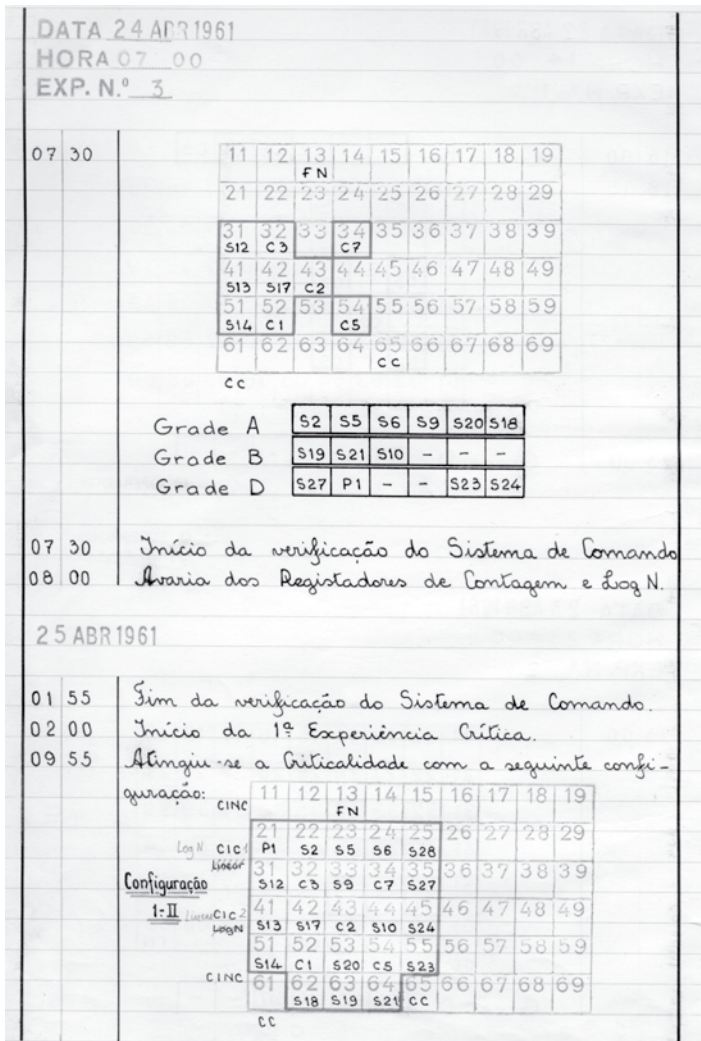 DATA 24 ABR 1961
HORA 07 00
EXP. N.º 3
07 30
11 12 13 14 15 16 17 18 19
FN
21 22 23 24 25 26 27 28 29
31 32 33 34 35 36 37 38 39
S12 C3 C7
41 42 43 44 45 46 47 48 49
S13 S17 C2
51 52 53 54 55 56 57 58 59
S14 C1 C5
61 62 63 64 65 66 67 68 69
CC
CC
Grade A S2 S5 S6 S9 S20 S18
Grade B S19 S21 S10 - - -
Grade D S27 P1 - - S23 S24
07 30 Início da verificação do Sistema de Comando
08 00 Avaria dos Registadores de Contagem e Log N.
25 ABR 1961
01 55 Fim da verificação do Sistema de Comando.
02 00 Início da 1ª Experiência Crítica.
09 55 Atingiu-se a Criticalidade com a seguinte confi-
guração:
CINC 11 12 13 14 15 16 17 18 19
FN
21 22 23 24 25 26 27 28 29
Log N CIC 1 P1 S2 S5 S6 S28
Linear 31 32 33 34 35 36 37 38 39
Configuração S12 C3 S9 C7 S27
1-II Linear CIC 2 41 42 43 44 45 46 47 48 49
Log N S13 S17 C2 S10 S24
51 52 53 54 55 56 57 58 59
S14 C1 S20 C5 S23
CINC 61 62 63 64 65 66 67 68 69
S18 S19 S21 CC
CC